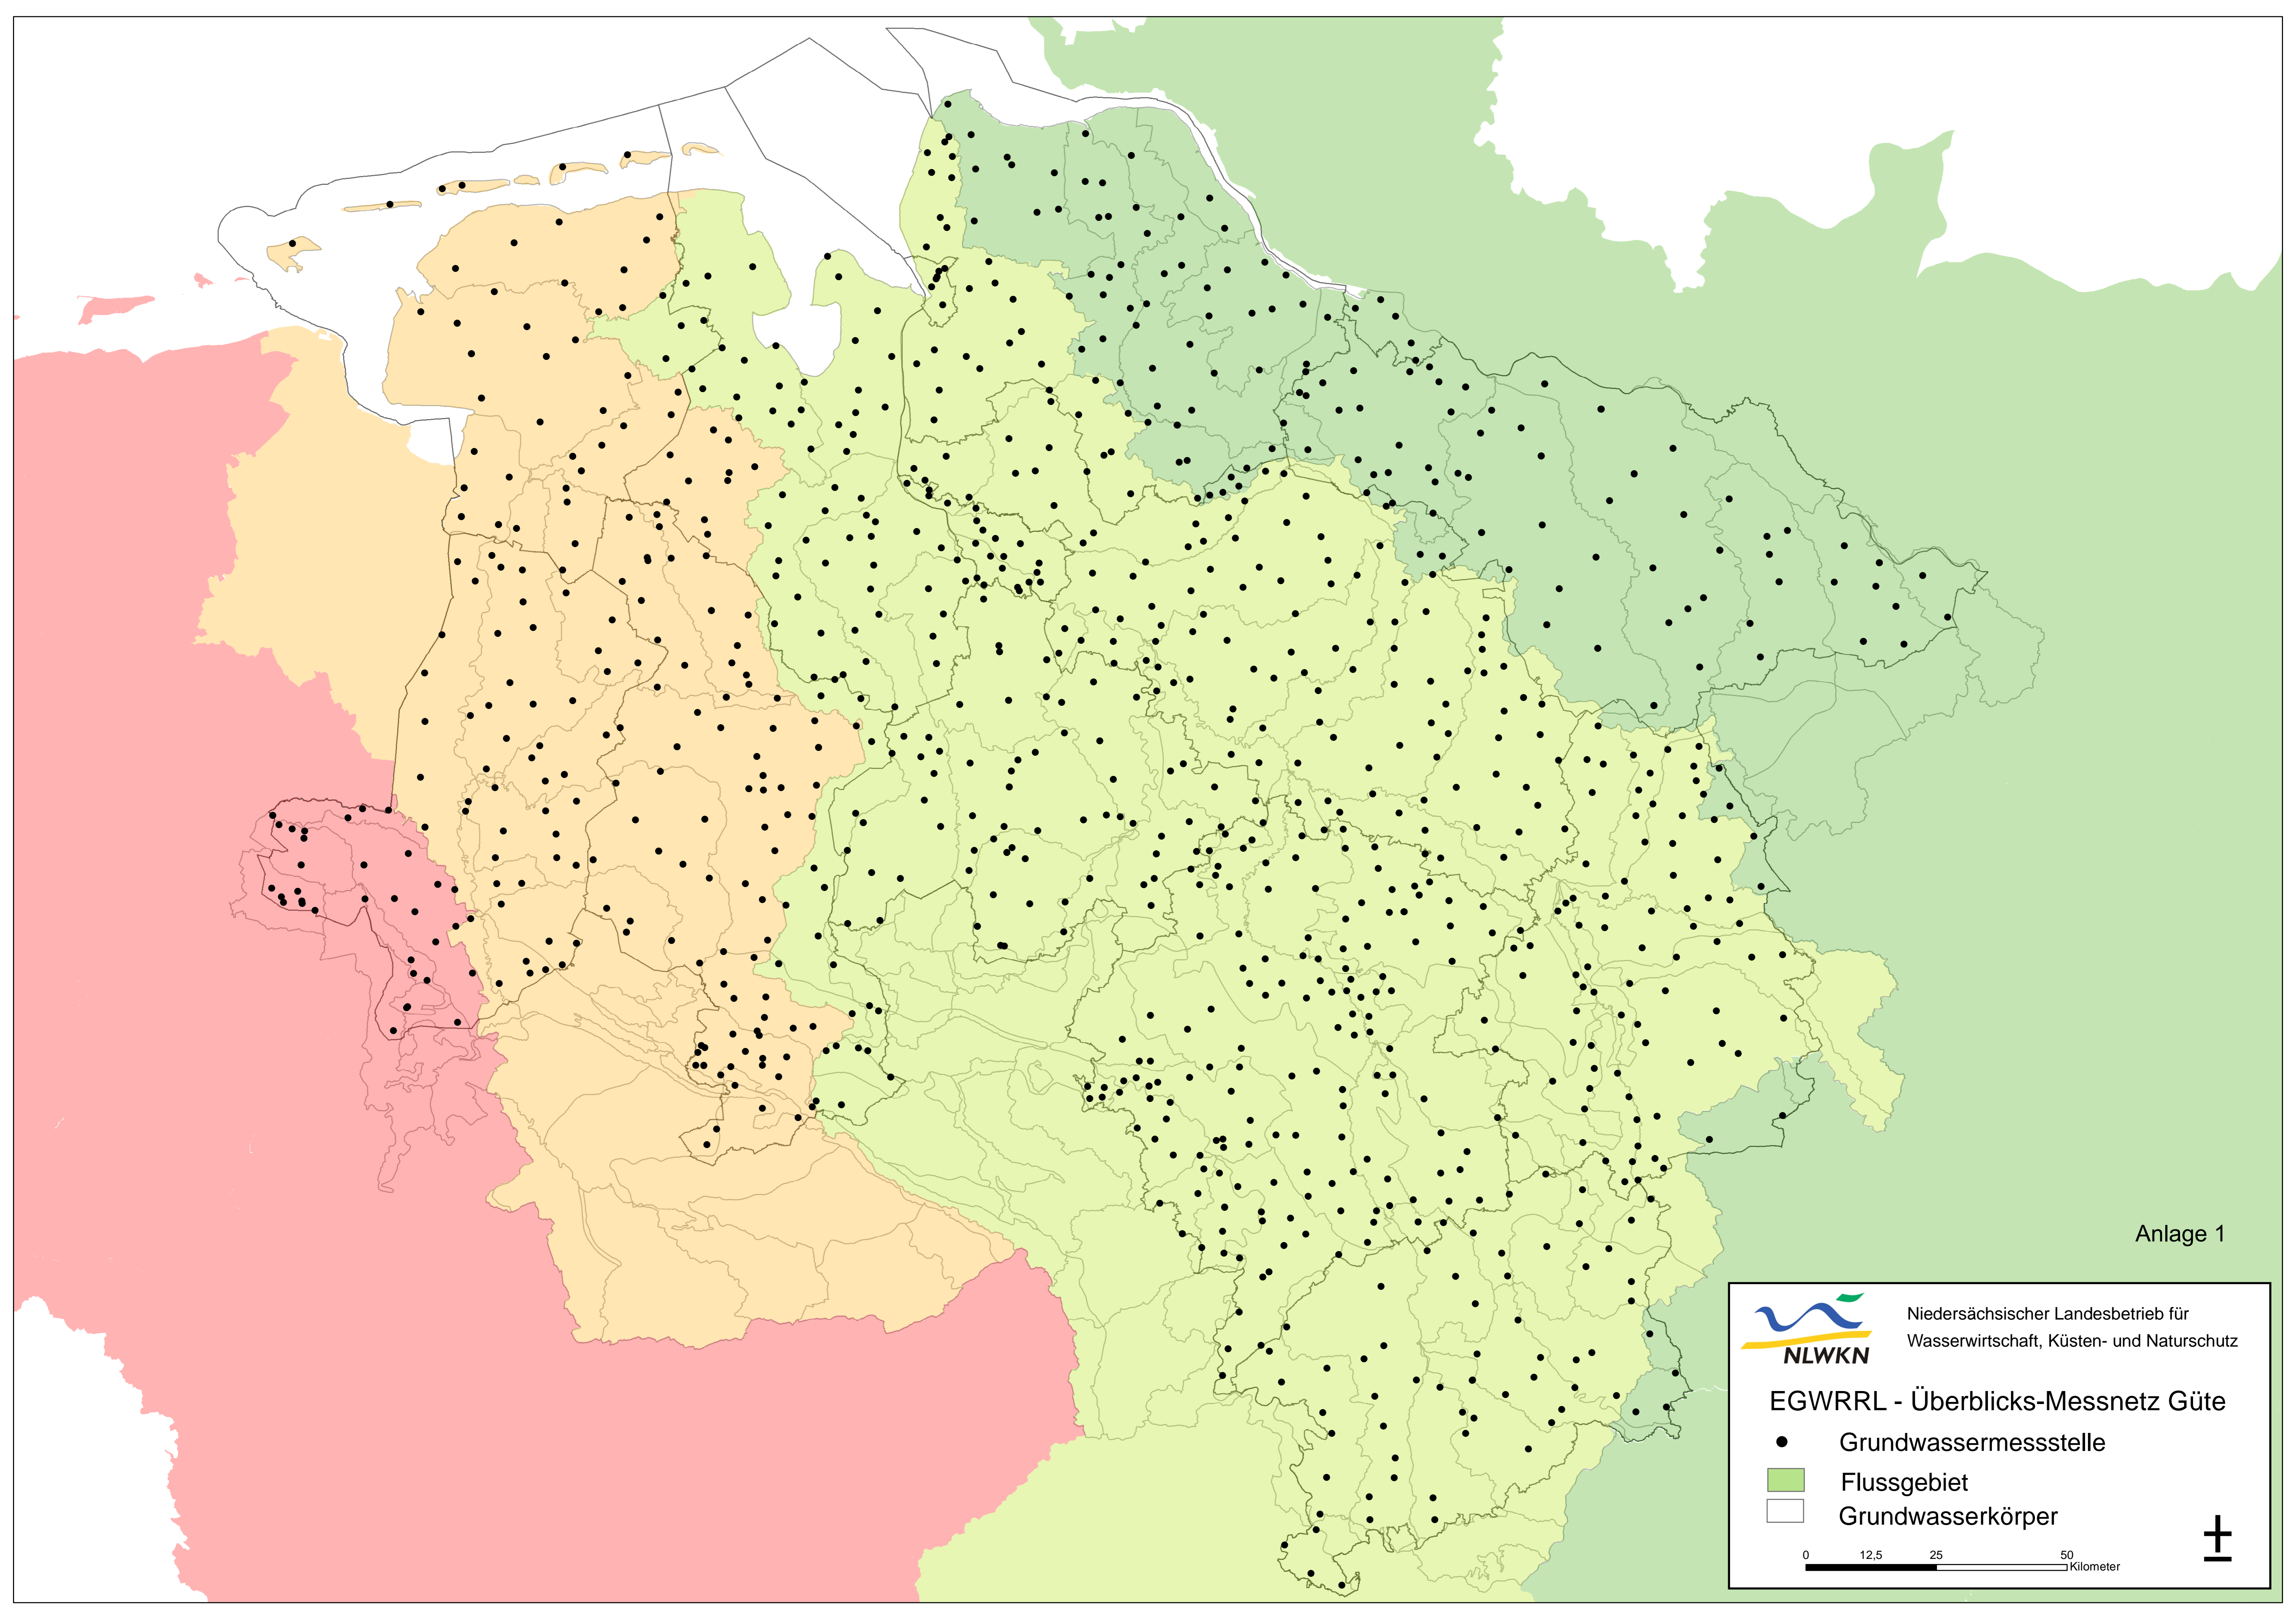 Anlage 1
Niedersächsischer Landesbetrieb für
Wasserwirtschaft, Küsten- und Naturschutz
NLWKN
EGWRRL - Überblicks-Messnetz Güte
Grundwassermessstelle
Flussgebiet
Grundwasserkörper
0 12,5 25 50
Kilometer